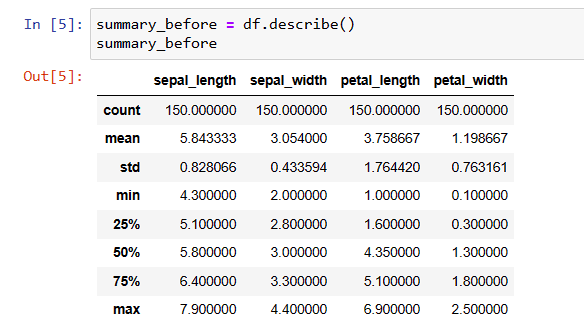 In [5]: summary_before = df.describe()
summary_before
Out[5]:
sepal_length sepal_width petal_length petal_width
count 150.000000 150.000000 150.000000 150.000000
mean 5.843333 3.054000 3.758667 1.198667
std 0.828066 0.433594 1.764420 0.763161
min 4.300000 2.000000 1.000000 0.100000
25% 5.100000 2.800000 1.600000 0.300000
50% 5.800000 3.000000 4.350000 1.300000
75% 6.400000 3.300000 5.100000 1.800000
max 7.900000 4.400000 6.900000 2.500000